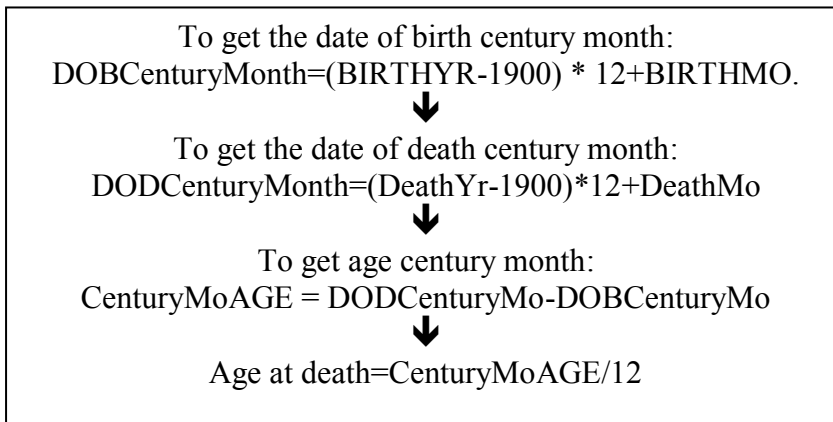 To get the date of birth century month:
DOBCenturyMonth=(BIRTHYR-1900) * 12+BIRTHMO.
To get the date of death century month:
DODCenturyMonth=(DeathYr-1900)*12+DeathMo
To get age century month:
CenturyMoAGE = DODCenturyMo-DOBCenturyMo
Age at death=CenturyMoAGE/12